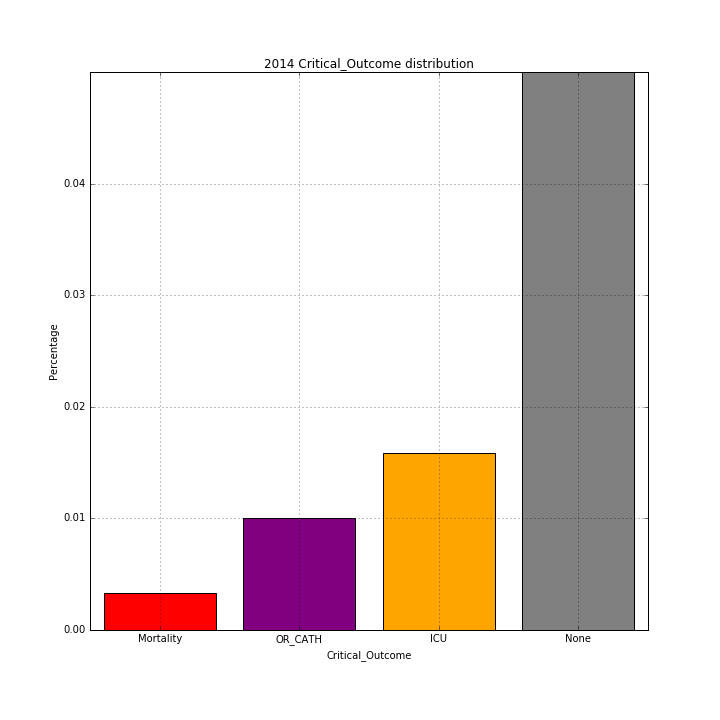 2014 Critical_Outcome distribution
0.04
0.03
0.02
0.01
0.00
Percentage
Mortality OR_CATH ICU None
Critical_Outcome